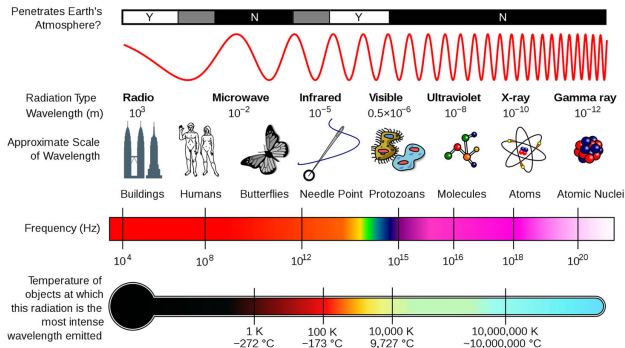 Penetrates Earth's
Atmosphere?
Y N Y N
Radiation Type
Wavelength (m)
Radio Microwave Infrared Visible Ultraviolet X-ray Gamma ray
10³ 10⁻² 10⁻⁵ 0.5×10⁻⁶ 10⁻⁸ 10⁻¹⁰ 10⁻¹²
Approximate Scale
of Wavelength
Buildings Humans Butterflies Needle Point Protozoans Molecules Atoms Atomic Nuclei
Frequency (Hz)
10⁴ 10⁸ 10¹² 10¹⁵ 10¹⁶ 10¹⁸ 10²⁰
Temperature of
objects at which
this radiation is the
most intense
wavelength emitted
1 K 100 K 10,000 K 10,000,000 K
−272 °C −173 °C 9,727 °C ~10,000,000 °C